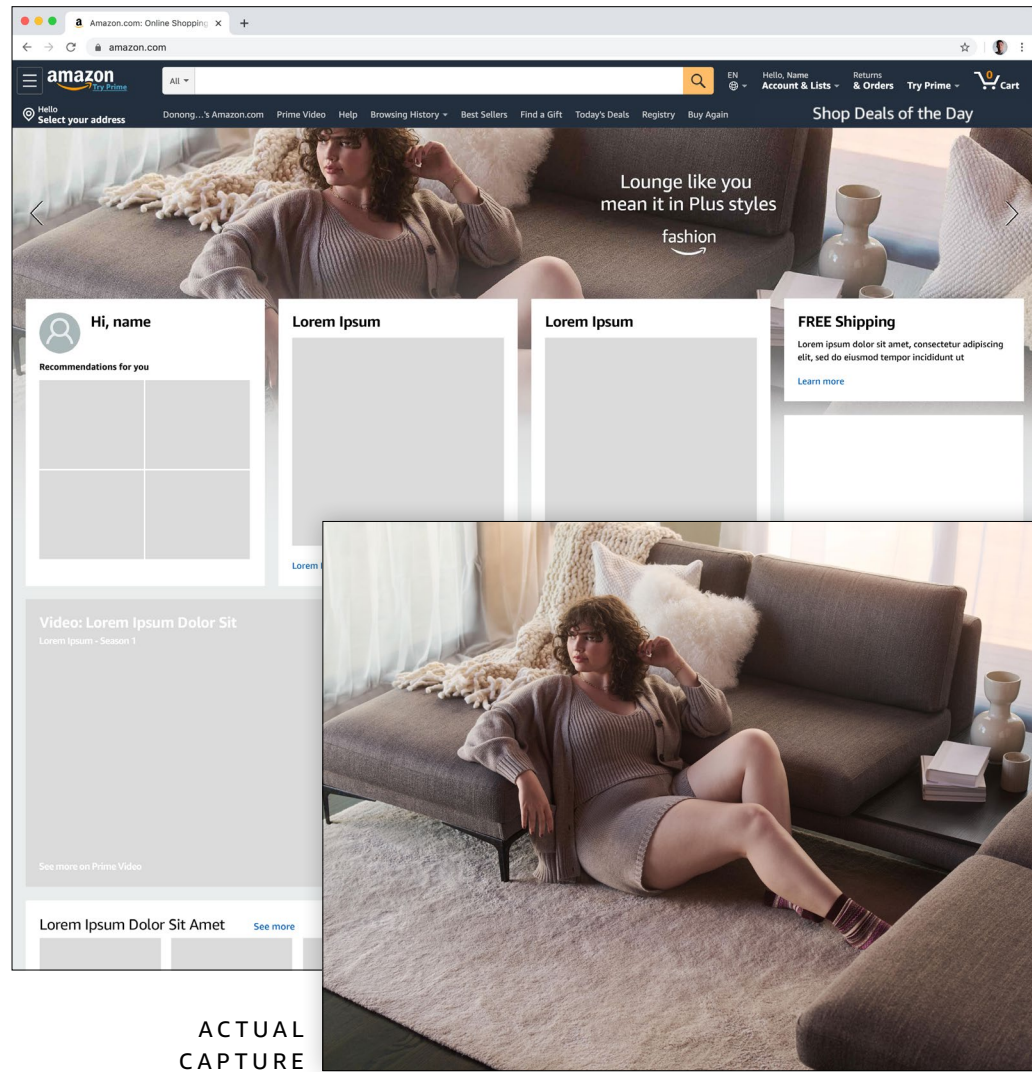 Amazon.com: Online Shopping
amazon.com
amazon
Try Prime
All
EN
Hello, Name
Account & Lists
Returns
& Orders
Try Prime
0
Cart
Hello
Select your address
Donong...'s Amazon.com
Prime Video
Help
Browsing History
Best Sellers
Find a Gift
Today's Deals
Registry
Buy Again
Shop Deals of the Day
Lounge like you
mean it in Plus styles
fashion
Hi, name
Recommendations for you
Lorem Ipsum
Lorem
Lorem Ipsum
FREE Shipping
Lorem ipsum dolor sit amet, consectetur adipiscing
elit, sed do eiusmod tempor incididunt ut
Learn more
Video: Lorem Ipsum Dolor Sit
Lorem Ipsum - Season 1
See more on Prime Video
Lorem Ipsum Dolor Sit Amet
See more
ACTUAL
CAPTURE